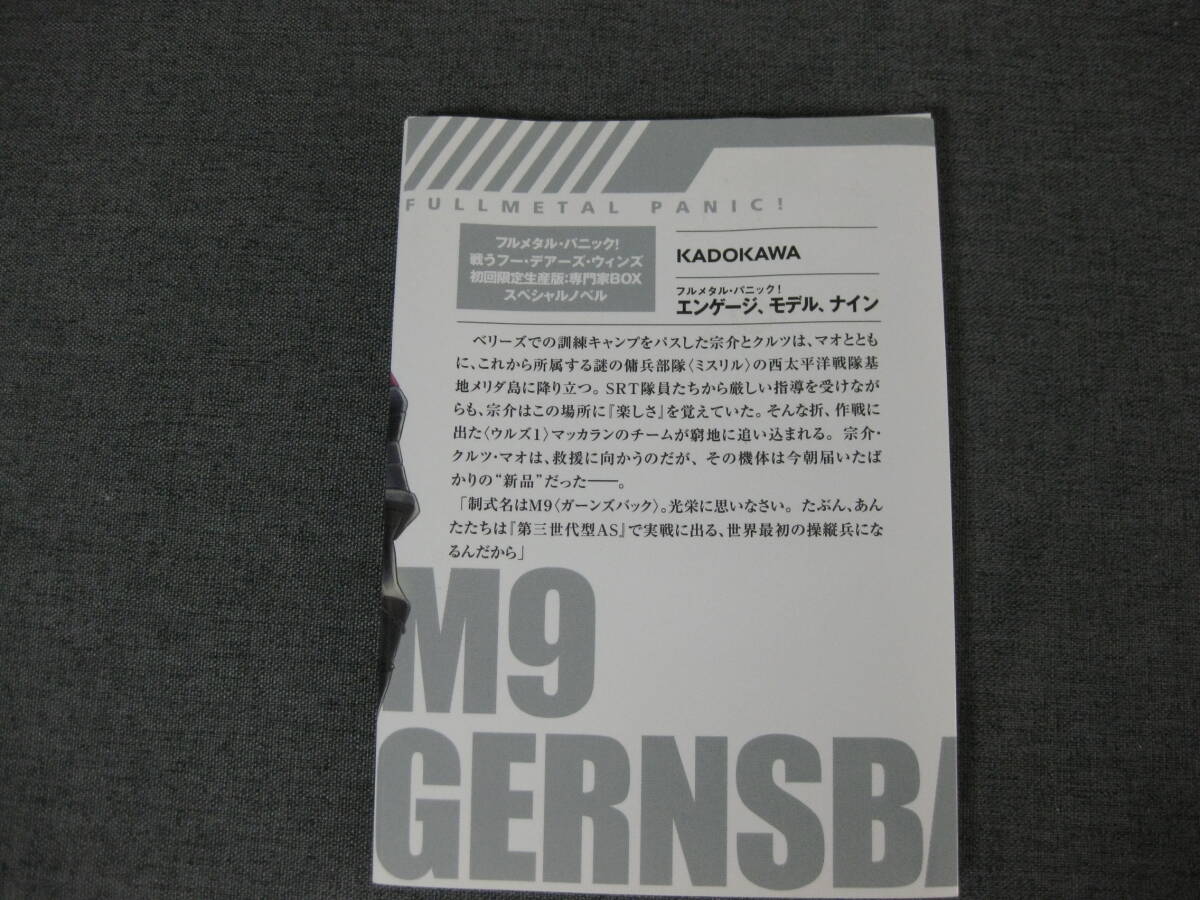 FULLMETAL PANIC!
フルメタル・パニック!
戦うフー・デアーズ・ウィンズ
初回限定生産版:専門家BOX
スペシャルノベル
KADOKAWA
フルメタル・パニック!
エンゲージ、モデル、ナイン
ベリーズでの訓練キャンプをパスした宗介とクルツは、マオととも
に、これから所属する謎の傭兵部隊〈ミスリル〉の西太平洋戦隊基
地メリダ島に降り立つ。SRT隊員たちから厳しい指導を受けなが
らも、宗介はこの場所に『楽しさ』を覚えていた。そんな折、作戦に
出た〈ウルズ1〉マッカランのチームが窮地に追い込まれる。宗介・
クルツ・マオは、救援に向かうのだが、その機体は今朝届いたば
かりの“新品”だった――。
「制式名はM9〈ガーンズバック〉。光栄に思いなさい。たぶん、あん
たたちは『第三世代型AS』で実戦に出る、世界最初の操縦兵にな
るんだから」
M9
GERNSBA